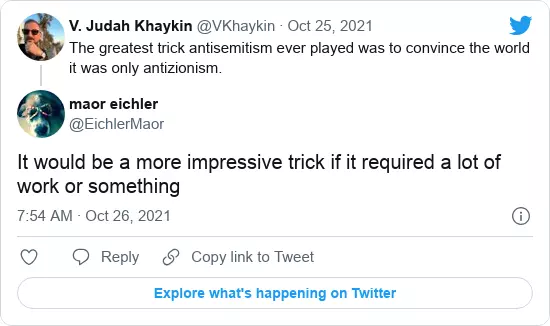 V. Judah Khaykin @VKhaykin · Oct 25, 2021
The greatest trick antisemitism ever played was to convince the world
it was only antizionism.
maor eichler
@EichlerMaor
It would be a more impressive trick if it required a lot of
work or something
7:54 AM · Oct 26, 2021
Reply
Copy link to Tweet
Explore what's happening on Twitter